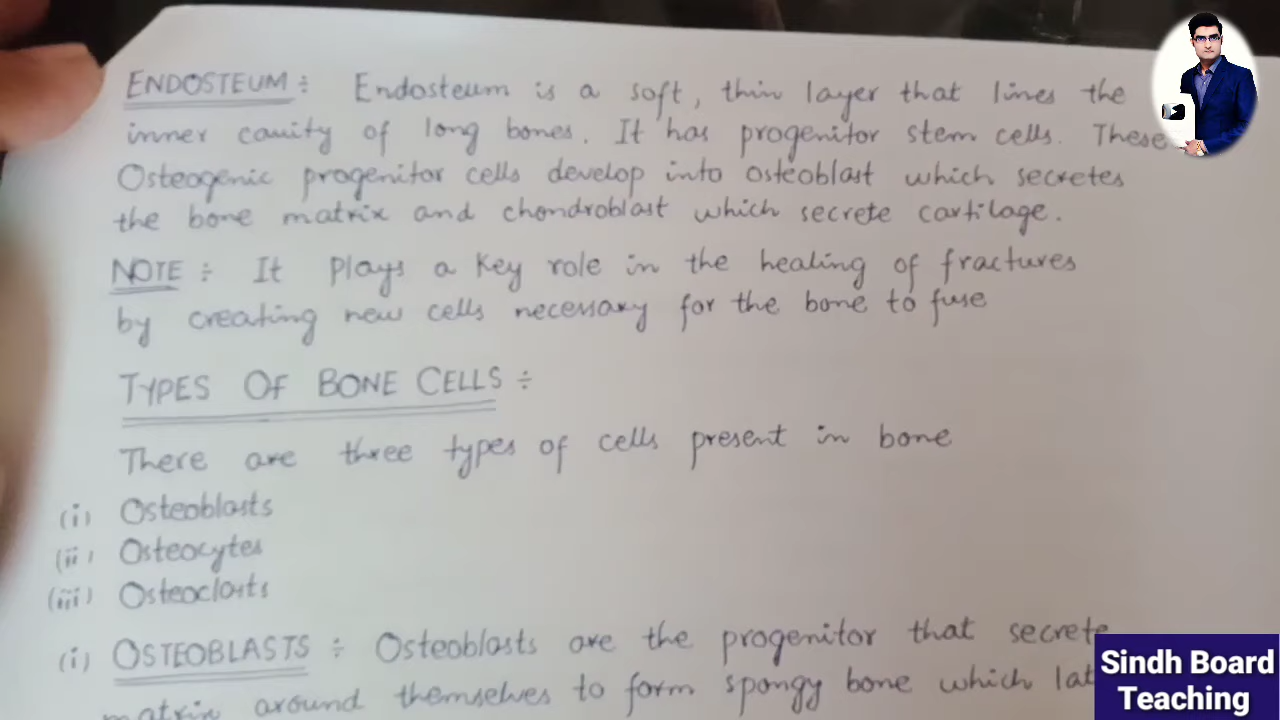 ENDOSTEUM ÷ Endosteum is a soft, thin layer that lines the
inner cavity of long bones. It has progenitor stem cells. These
Osteogenic progenitor cells develop into osteoblast which secretes
the bone matrix and chondroblast which secrete cartilage.
NOTE ÷ It plays a key role in the healing of fractures
by creating new cells necessary for the bone to fuse
TYPES OF BONE CELLS ÷
There are three types of cells present in bone
(i) Osteoblasts
(ii) Osteocytes
(iii) Osteoclasts
(i) OSTEOBLASTS ÷ Osteoblasts are the progenitor that secrete
matrix around themselves to form spongy bone which
Sindh Board
Teaching